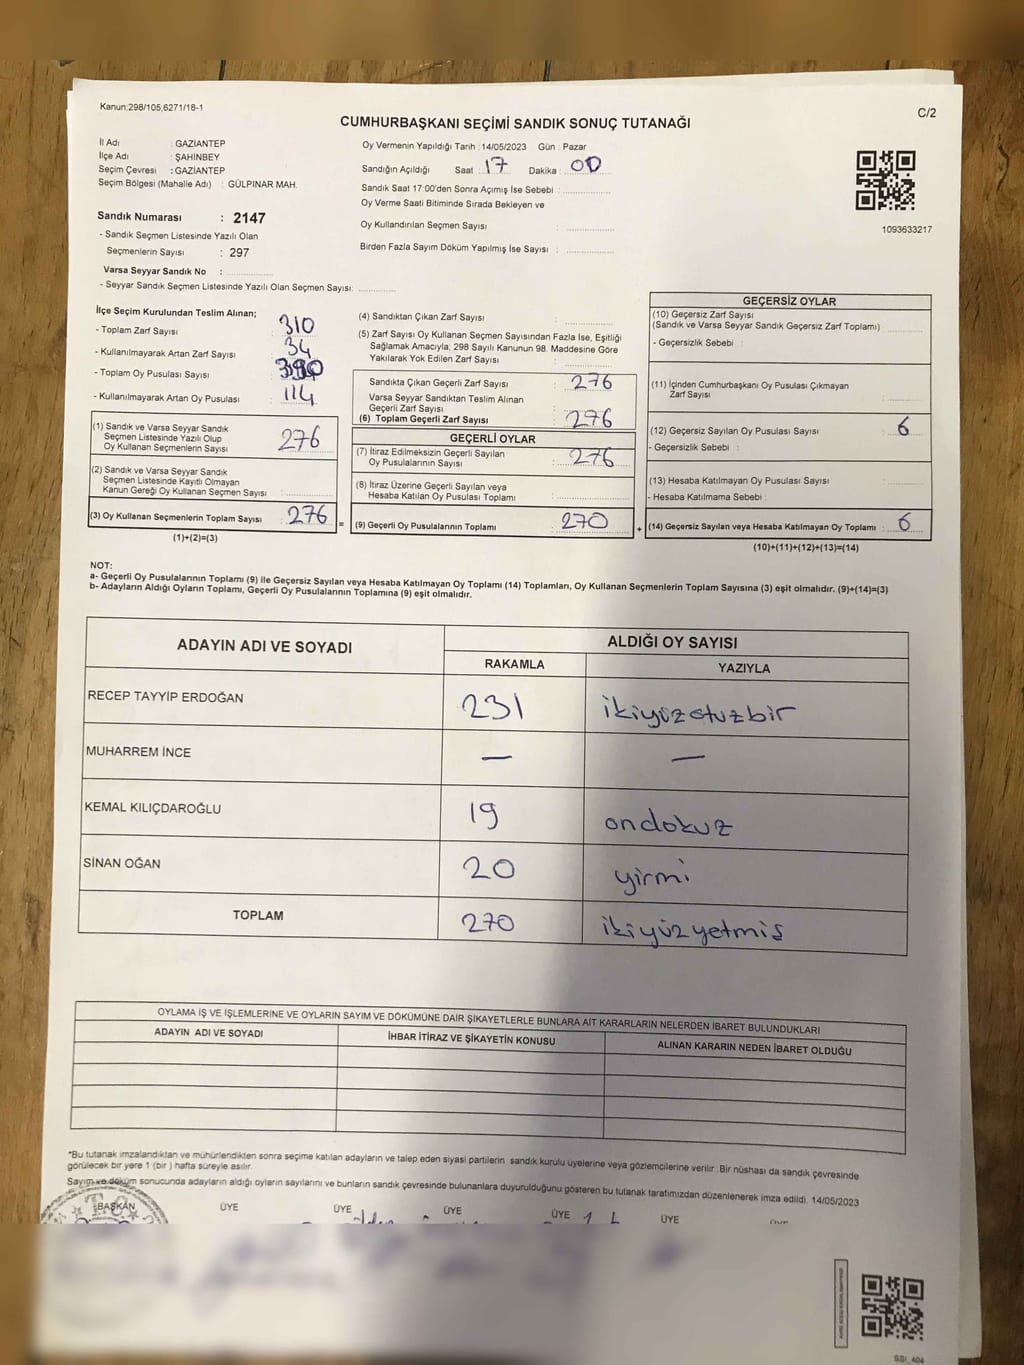 Kanun;298/105;6271/18-1
C/2
CUMHURBAŞKANI SEÇİMİ SANDIK SONUÇ TUTANAĞI
İl Adı : GAZİANTEP
İlçe Adı : ŞAHİNBEY
Seçim Çevresi : GAZİANTEP
Seçim Bölgesi (Mahalle Adı) : GÜLPINAR MAH.
Sandık Numarası : 2147
- Sandık Seçmen Listesinde Yazılı Olan
Seçmenlerin Sayısı : 297
Varsa Seyyar Sandık No :
- Seyyar Sandık Seçmen Listesinde Yazılı Olan Seçmen Sayısı:
Oy Vermenin Yapıldığı Tarih : 14/05/2023 Gün : Pazar
Sandığın Açıldığı Saat : 17 Dakika : 00
Sandık Saat 17:00'den Sonra Açımış İse Sebebi :
Oy Verme Saati Bitiminde Sırada Bekleyen ve
Oy Kullandırılan Seçmen Sayısı :
Birden Fazla Sayım Döküm Yapılmış İse Sayısı :
1093633217
İlçe Seçim Kurulundan Teslim Alınan;
- Toplam Zarf Sayısı : 310
- Kullanılmayarak Artan Zarf Sayısı : 34
- Toplam Oy Pusulası Sayısı :
- Kullanılmayarak Artan Oy Pusulası : 114
(1) Sandık ve Varsa Seyyar Sandık
Seçmen Listesinde Yazılı Olup
Oy Kullanan Seçmenlerin Sayısı : 276
(2) Sandık ve Varsa Seyyar Sandık
Seçmen Listesinde Kayıtlı Olmayan
Kanun Gereği Oy Kullanan Seçmen Sayısı :
(3) Oy Kullanan Seçmenlerin Toplam Sayısı : 276 =
(1)+(2)=(3)
(4) Sandıktan Çıkan Zarf Sayısı :
(5) Zarf Sayısı Oy Kullanan Seçmen Sayısından Fazla İse, Eşitliği
Sağlamak Amacıyla; 298 Sayılı Kanunun 98. Maddesine Göre
Yakılarak Yok Edilen Zarf Sayısı :
Sandıkta Çıkan Geçerli Zarf Sayısı : 276
Varsa Seyyar Sandıktan Teslim Alınan
Geçerli Zarf Sayısı :
(6) Toplam Geçerli Zarf Sayısı : 276
GEÇERLİ OYLAR
(7) İtiraz Edilmeksizin Geçerli Sayılan
Oy Pusulalarının Sayısı : 276
(8) İtiraz Üzerine Geçerli Sayılan veya
Hesaba Katılan Oy Pusulası Toplamı :
(9) Geçerli Oy Pusulalarının Toplamı : 270 +
GEÇERSİZ OYLAR
(10) Geçersiz Zarf Sayısı
(Sandık ve Varsa Seyyar Sandık Geçersiz Zarf Toplamı) :
- Geçersizlik Sebebi :
(11) İçinden Cumhurbaşkanı Oy Pusulası Çıkmayan
Zarf Sayısı :
(12) Geçersiz Sayılan Oy Pusulası Sayısı : 6
- Geçersizlik Sebebi :
(13) Hesaba Katılmayan Oy Pusulası Sayısı :
- Hesaba Katılmama Sebebi :
(14) Geçersiz Sayılan veya Hesaba Katılmayan Oy Toplamı : 6
(10)+(11)+(12)+(13)=(14)
NOT:
a- Geçerli Oy Pusulalarının Toplamı (9) ile Geçersiz Sayılan veya Hesaba Katılmayan Oy Toplamı (14) Toplamları, Oy Kullanan Seçmenlerin Toplam Sayısına (3) eşit olmalıdır. (9)+(14)=(3)
b- Adayların Aldığı Oyların Toplamı, Geçerli Oy Pusulalarının Toplamına (9) eşit olmalıdır.
ADAYIN ADI VE SOYADI
ALDIĞI OY SAYISI
RAKAMLA YAZIYLA
RECEP TAYYİP ERDOĞAN 231 ikiyüzotuzbir
MUHARREM İNCE — —
KEMAL KILIÇDAROĞLU 19 ondokuz
SİNAN OĞAN 20 yirmi
TOPLAM 270 ikiyüzyetmiş
OYLAMA İŞ VE İŞLEMLERİNE VE OYLARIN SAYIM VE DÖKÜMÜNE DAİR ŞİKAYETLERLE BUNLARA AİT KARARLARIN NELERDEN İBARET BULUNDUKLARI
ADAYIN ADI VE SOYADI İHBAR İTİRAZ VE ŞİKAYETİN KONUSU ALINAN KARARIN NEDEN İBARET OLDUĞU
*Bu tutanak imzalandıktan ve mühürlendikten sonra seçime katılan adayların ve talep eden siyasi partilerin sandık kurulu üyelerine veya gözlemcilerine verilir. Bir nüshası da sandık çevresinde
görülecek bir yere 1 (bir ) hafta süreyle asılır.
Sayım ve döküm sonucunda adayların aldığı oyların sayılarını ve bunların sandık çevresinde bulunanlara duyurulduğunu gösteren bu tutanak tarafımızdan düzenlenerek imza edildi. 14/05/2023
BAŞKAN ÜYE ÜYE ÜYE ÜYE ÜYE